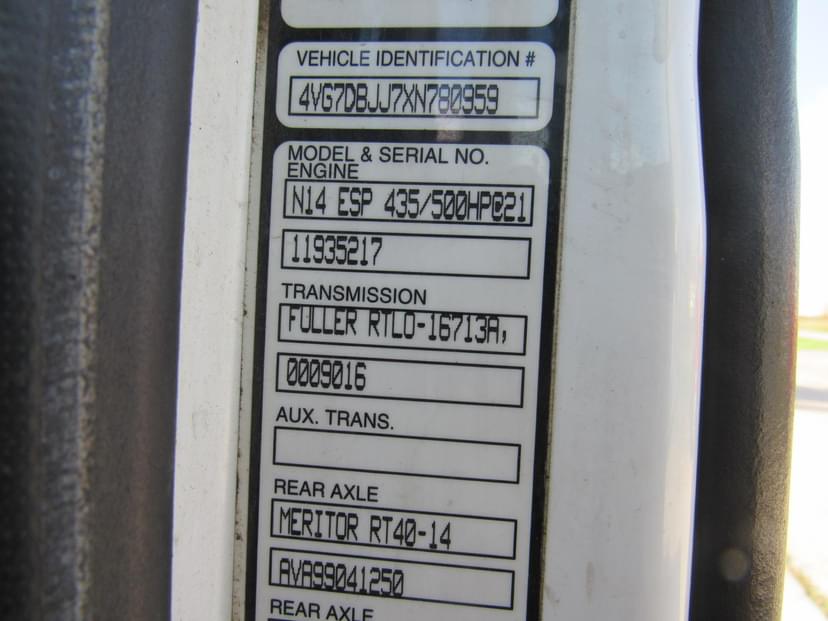 VEHICLE IDENTIFICATION #
4VG7DBJJ7XN780959
MODEL & SERIAL NO.
ENGINE
N14 ESP 435/500HP@21
11935217
TRANSMISSION
FULLER RTLO-16713A,
0009016
AUX. TRANS.
REAR AXLE
MERITOR RT40-14
AVA99041250
REAR AXLE